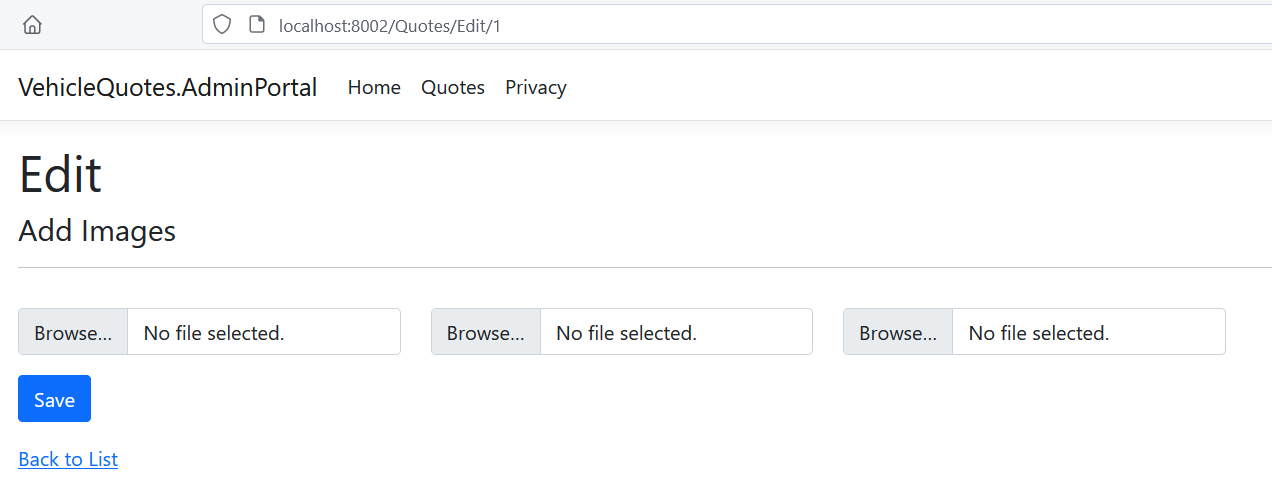 localhost:8002/Quotes/Edit/1
VehicleQuotes.AdminPortal Home Quotes Privacy
Edit
Add Images
Browse... No file selected. Browse... No file selected. Browse... No file selected.
Save
Back to List